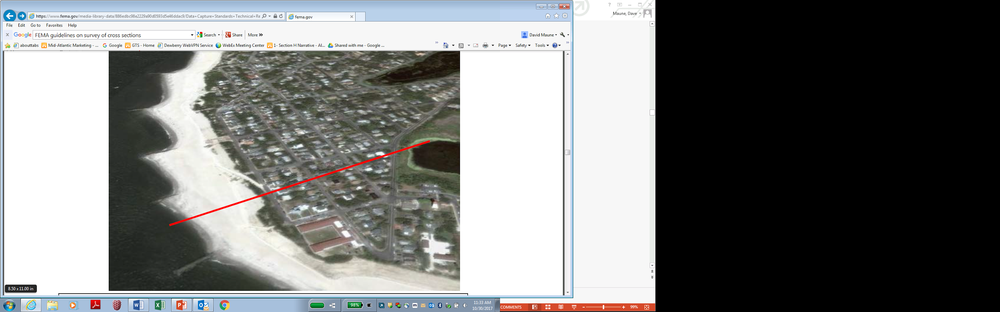 https://www.fema.gov/media-library-data/886edbc98e2229a90d0593d5e46ddac9/Data+Capture+Standards+Technical+Re
fema.gov
Maune, Dave
File Edit Go to Favorites Help
Google FEMA guidelines on survey of cross sections Search Share More »
David Maune
abouttabs Mid-Atlantic Marketing - ... Google GTS - Home Dewberry WebVPN Service WebEx Meeting Center 1- Section H Narrative - Al... Shared with me - Google ...
Page Safety Tools
8.50 x 11.00 in
98%
11:33 AM
10/30/2017
COMMENTS
99%